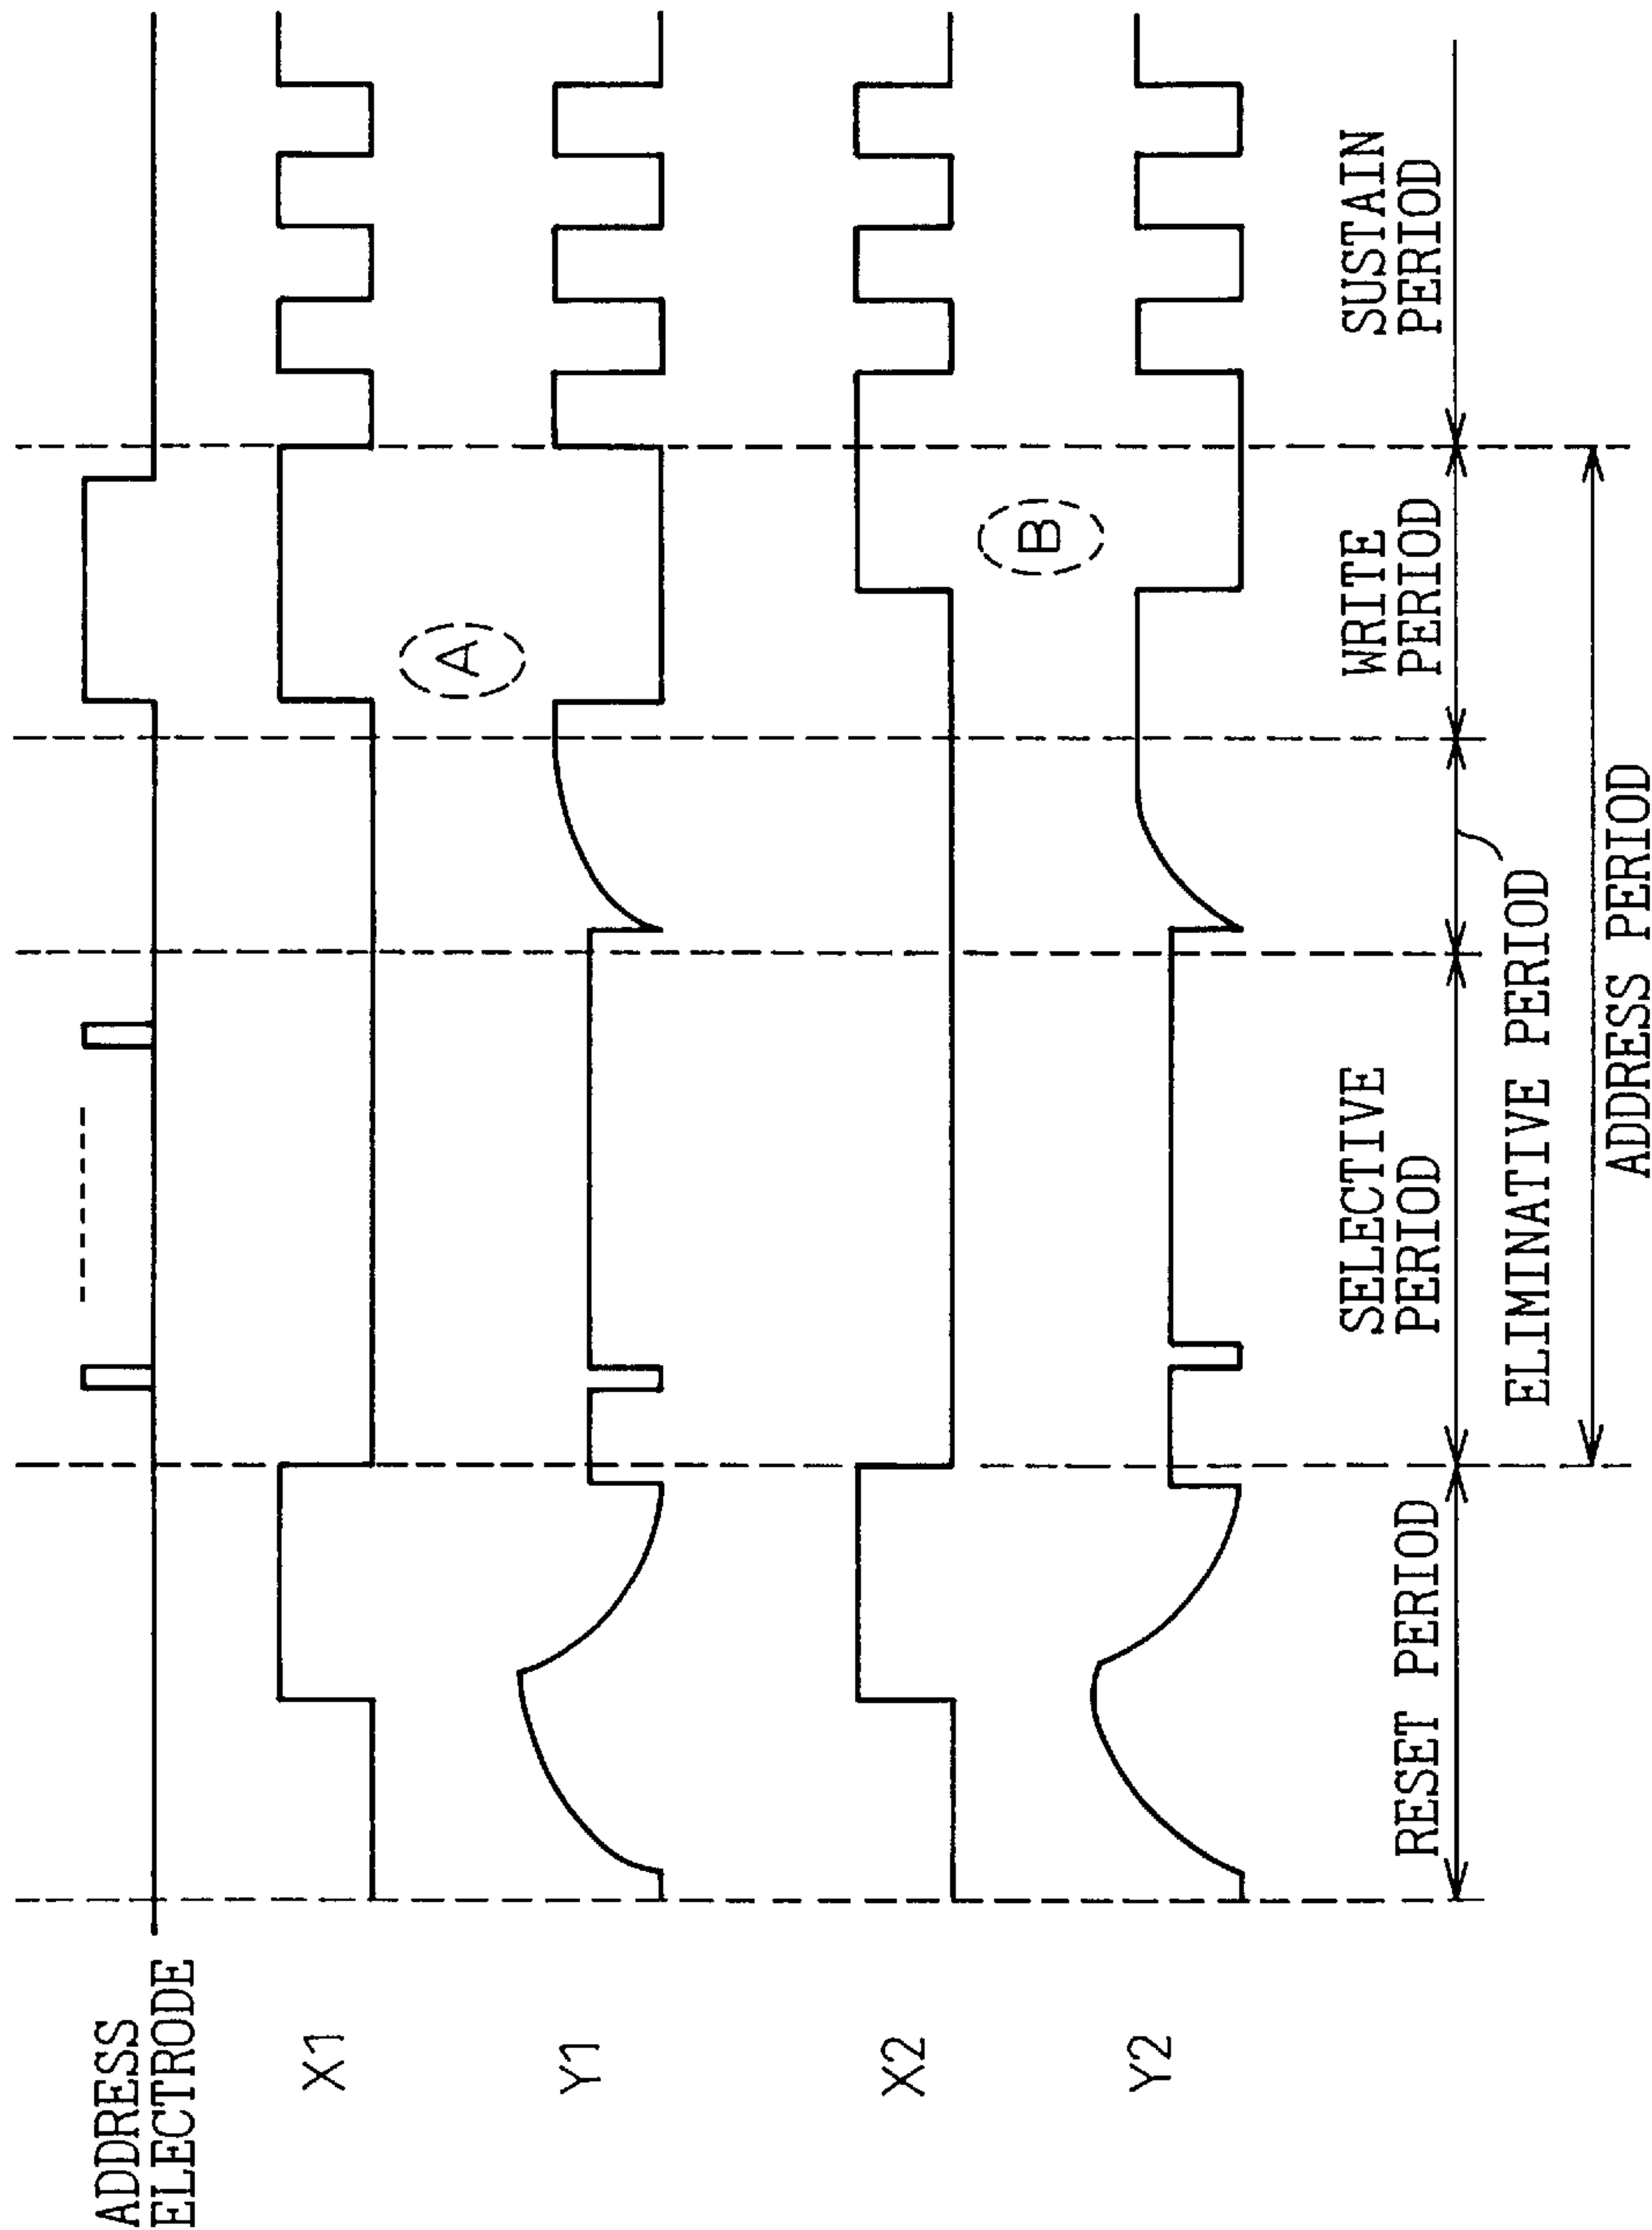 ADDRESS
ELECTRODE
X1
Y1
X2
Y2
A
B
RESET PERIOD
SELECTIVE
PERIOD
WRITE
PERIOD
SUSTAIN
PERIOD
ELIMINATIVE PERIOD
ADDRESS PERIOD